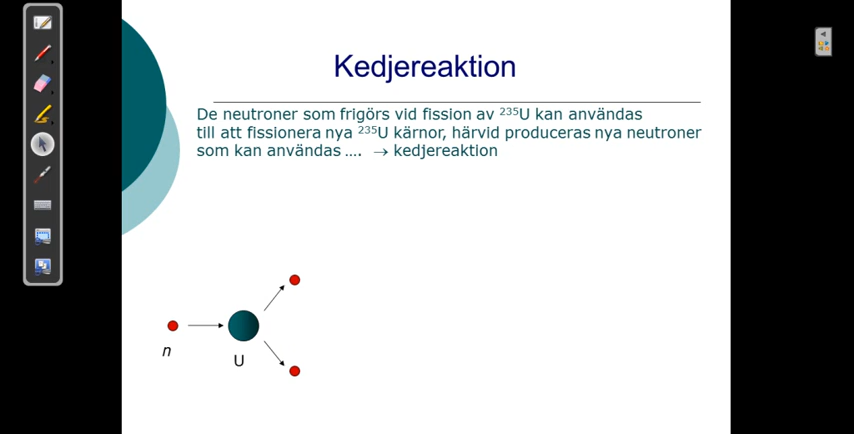 Kedjereaktion
De neutroner som frigörs vid fission av ²³⁵U kan användas
till att fissionera nya ²³⁵U kärnor, härvid produceras nya neutroner
som kan användas .... → kedjereaktion
n
U